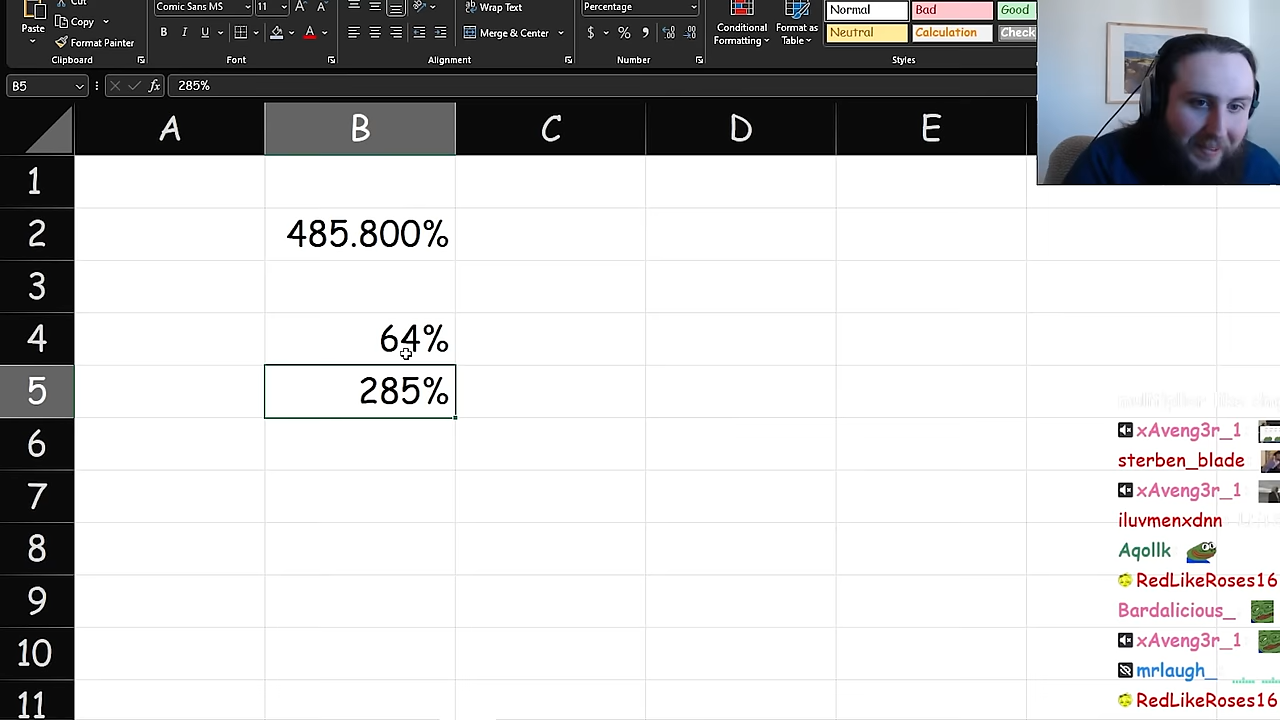 Cut
Comic Sans MS 11 A A Wrap Text Percentage Normal Bad Good
Paste Copy
Format Painter B I U A Merge & Center $ % 9 Conditional Formatting Format as Table Neutral Calculation Check
Clipboard Font Alignment Number Styles
B5 fx 285%
A B C D E
1
2 485.800%
3
4 64%
5 285%
6
7
8
9
10
11
xAveng3r_1
sterben_blade
xAveng3r_1
iluvmenxdnn
Aqollk
RedLikeRoses16
Bardalicious_
xAveng3r_1
mrlaugh_
RedLikeRoses16